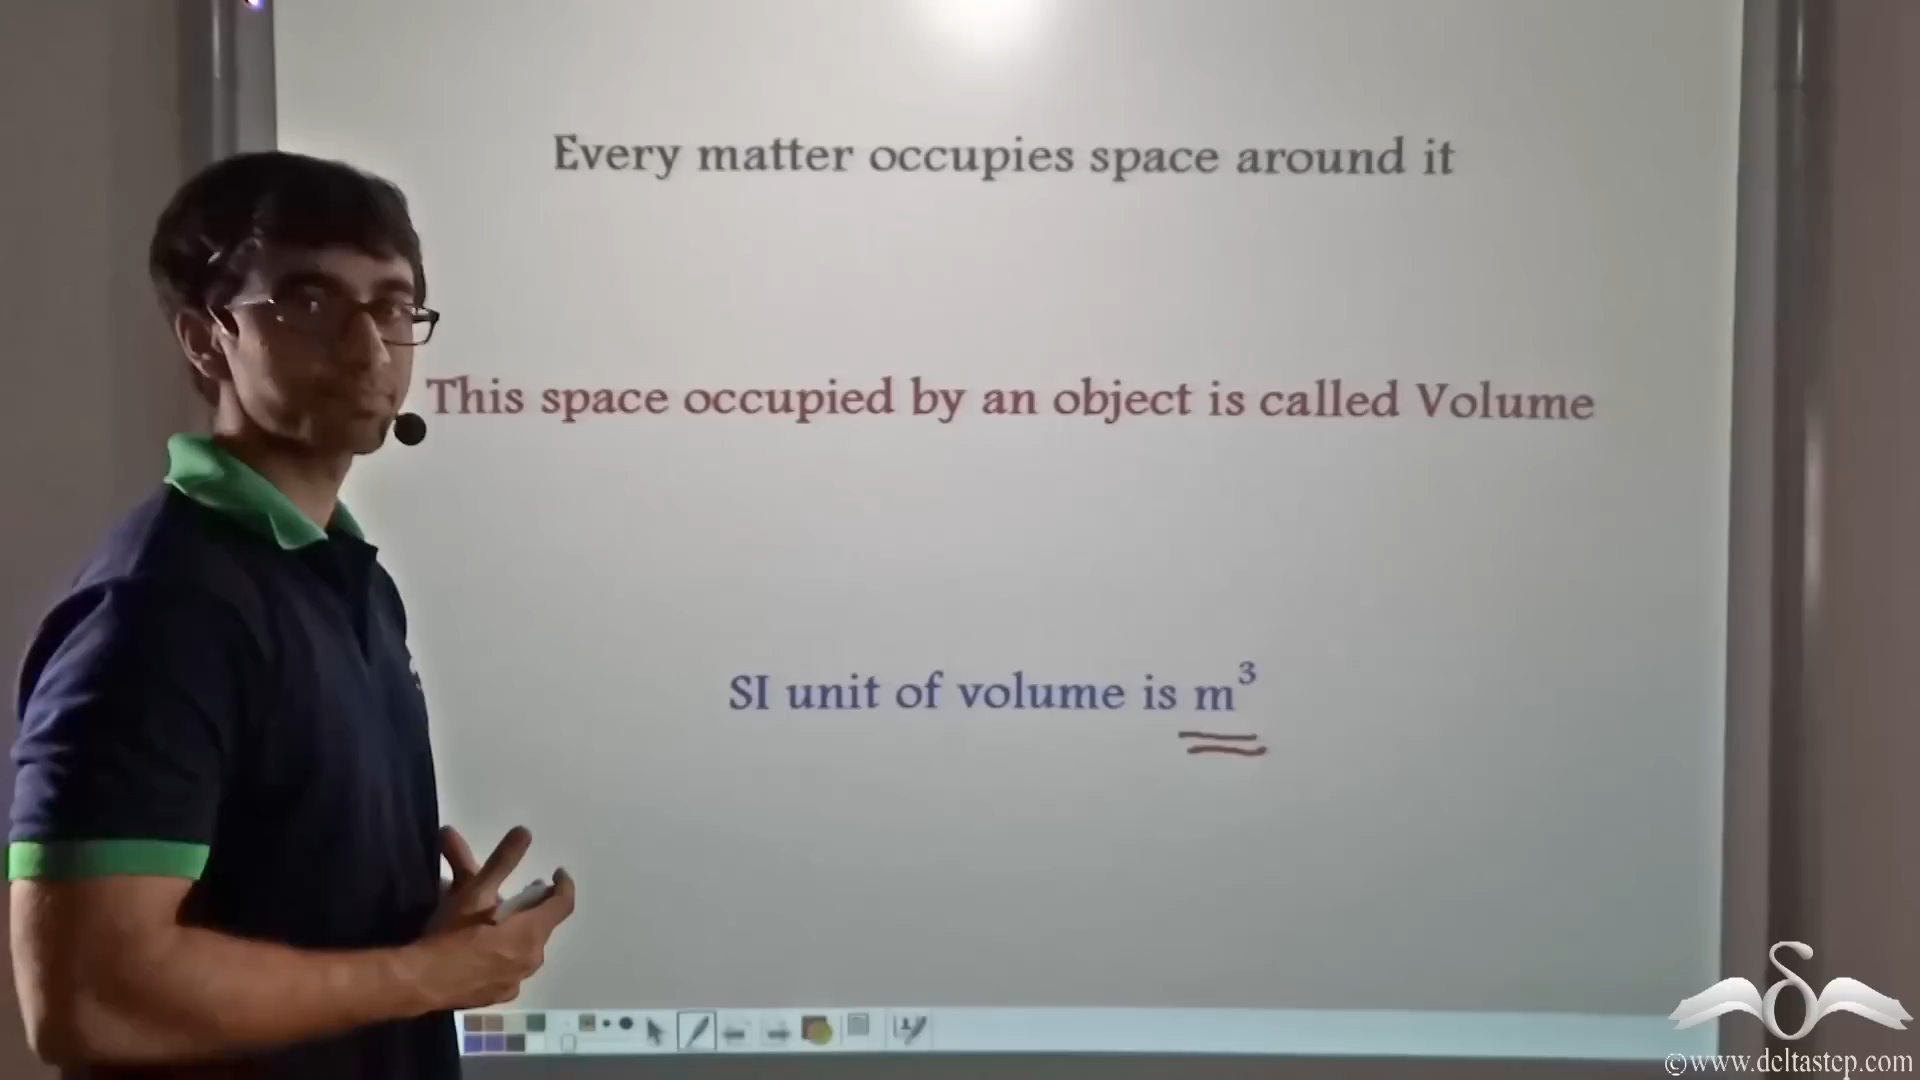 Every matter occupies space around it
This space occupied by an object is called Volume
SI unit of volume is m³
©www.deltastep.com